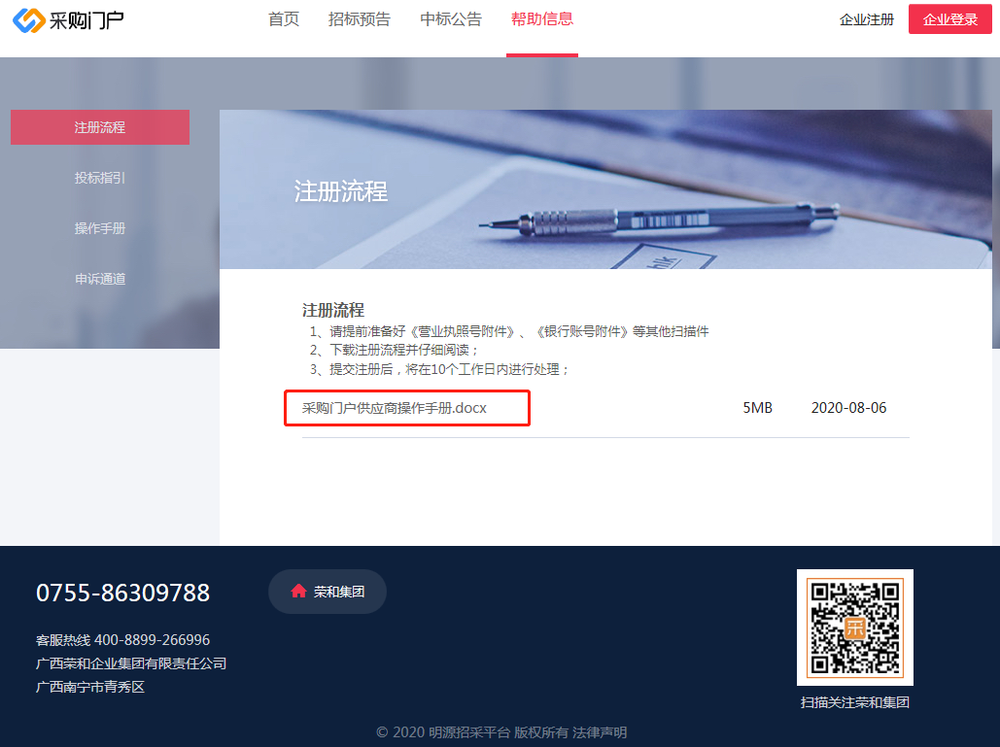 采购门户
首页 招标预告 中标公告 帮助信息
企业注册 企业登录
注册流程
投标指引
操作手册
申诉通道
注册流程
注册流程
1、请提前准备好《营业执照号附件》、《银行账号附件》等其他扫描件
2、下载注册流程并仔细阅读；
3、提交注册后，将在10个工作日内进行处理；
采购门户供应商操作手册.docx 5MB 2020-08-06
0755-86309788
荣和集团
客服热线 400-8899-266996
广西荣和企业集团有限责任公司
广西南宁市青秀区
采
扫描关注荣和集团
© 2020 明源招采平台 版权所有 法律声明